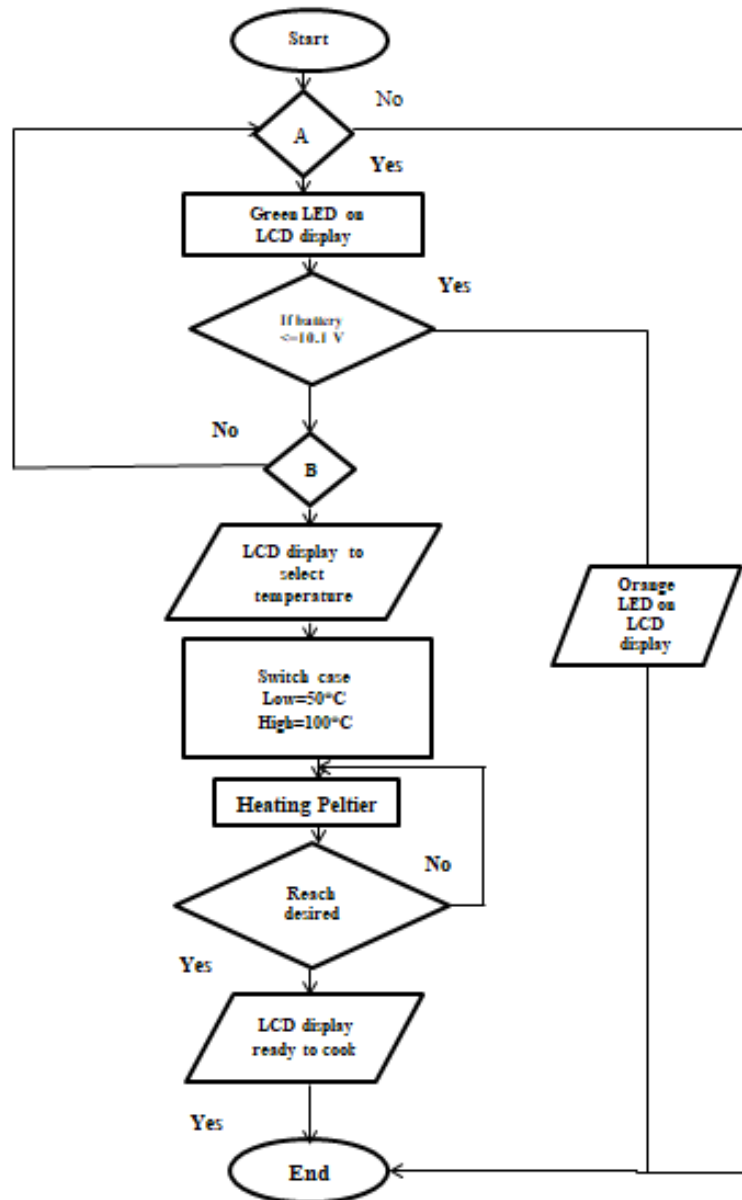 Start
No
A
Yes
Green LED on
LCD display
Yes
If battery
<=10.1 V
No
B
LCD display to
select
temperature
Orange
LED on
LCD
display
Switch case
Low=50*C
High=100*C
Heating Peltier
No
Reach
desired
Yes
LCD display
ready to cook
Yes
End